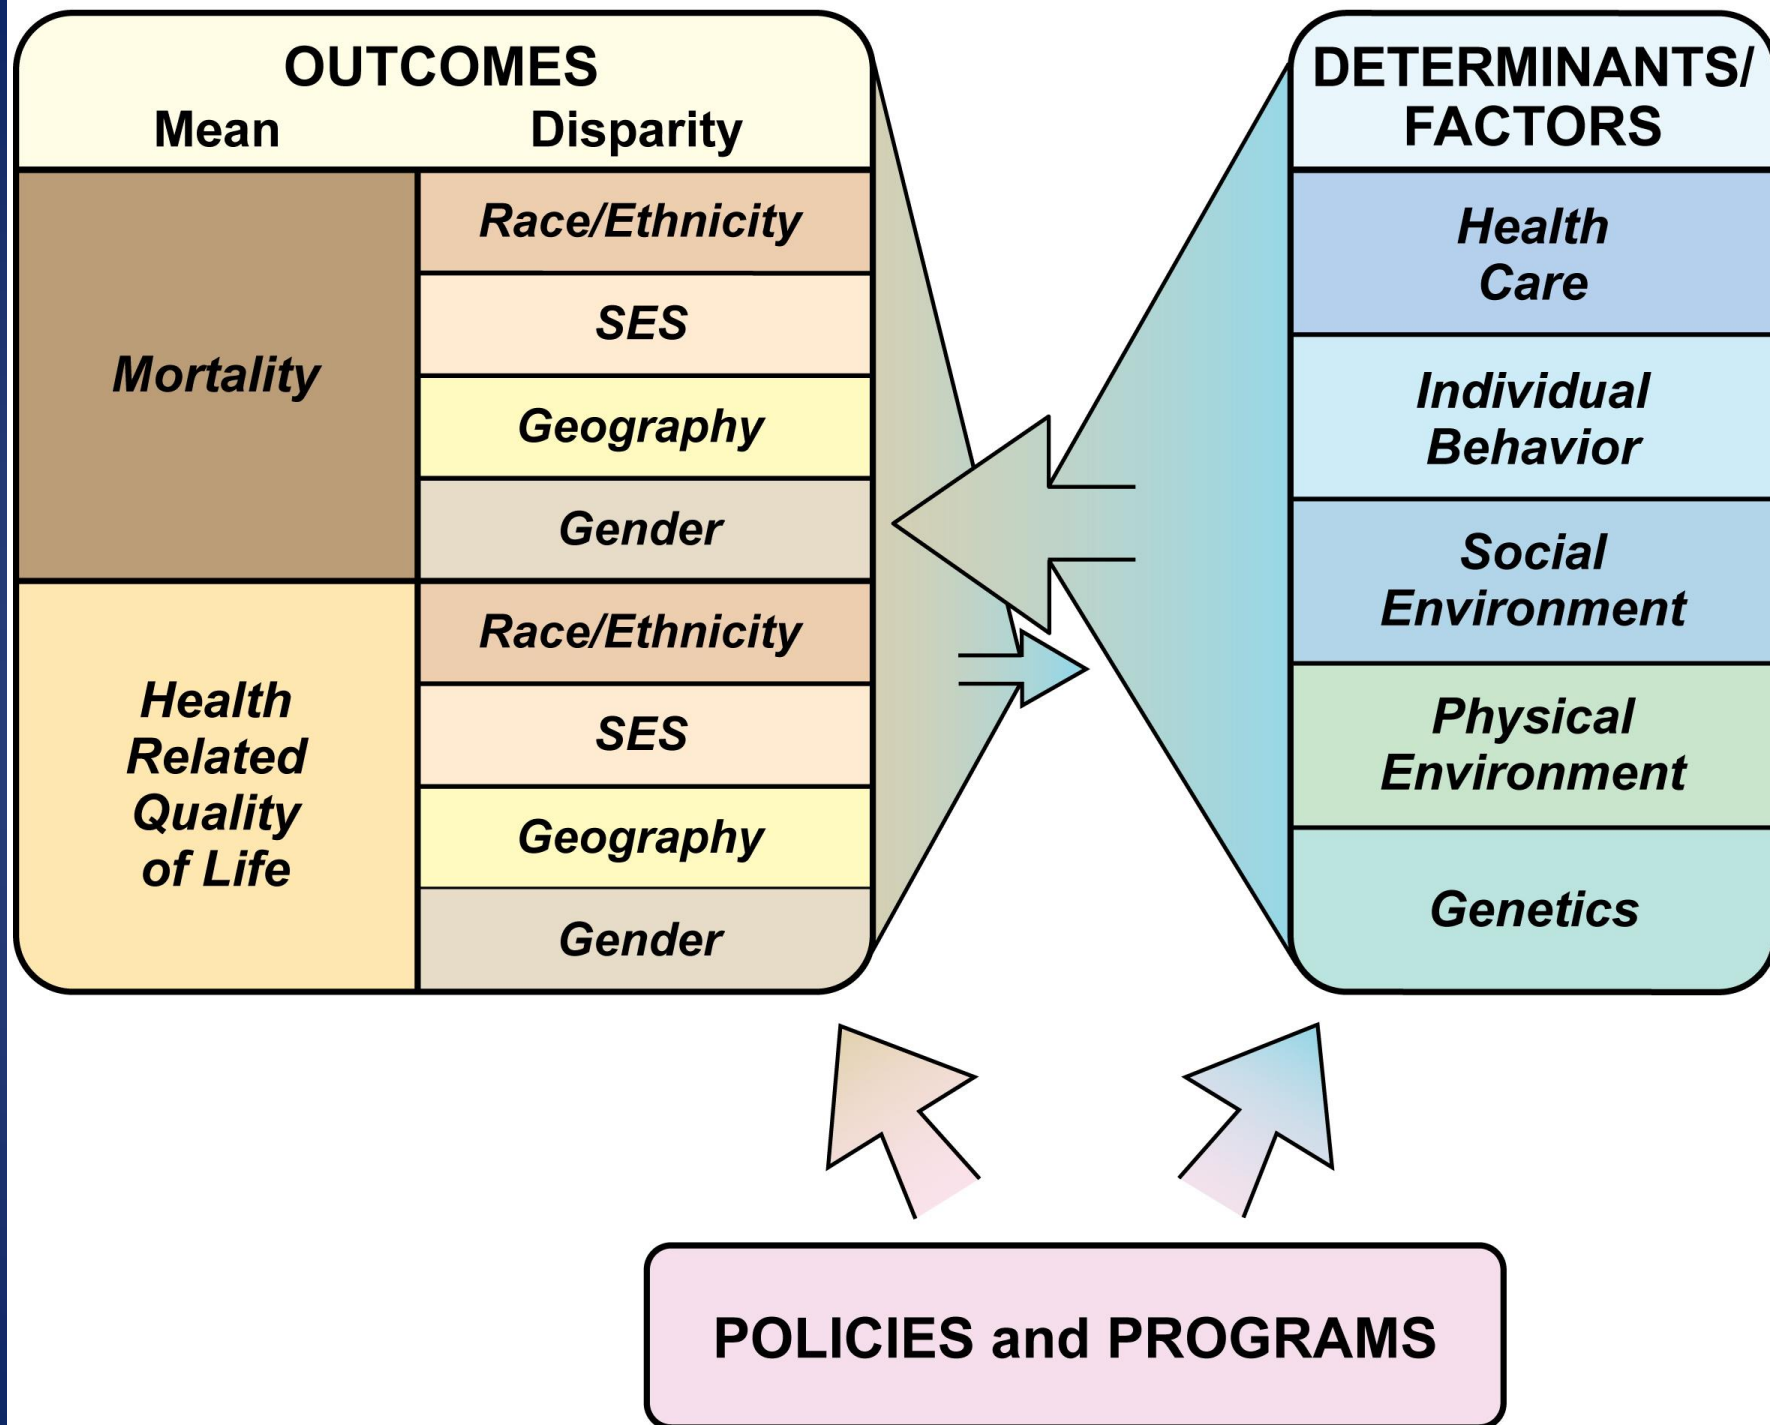 OUTCOMES
Mean Disparity
Mortality
Race/Ethnicity
SES
Geography
Gender
Health
Related
Quality
of Life
Race/Ethnicity
SES
Geography
Gender
DETERMINANTS/
FACTORS
Health
Care
Individual
Behavior
Social
Environment
Physical
Environment
Genetics
POLICIES and PROGRAMS